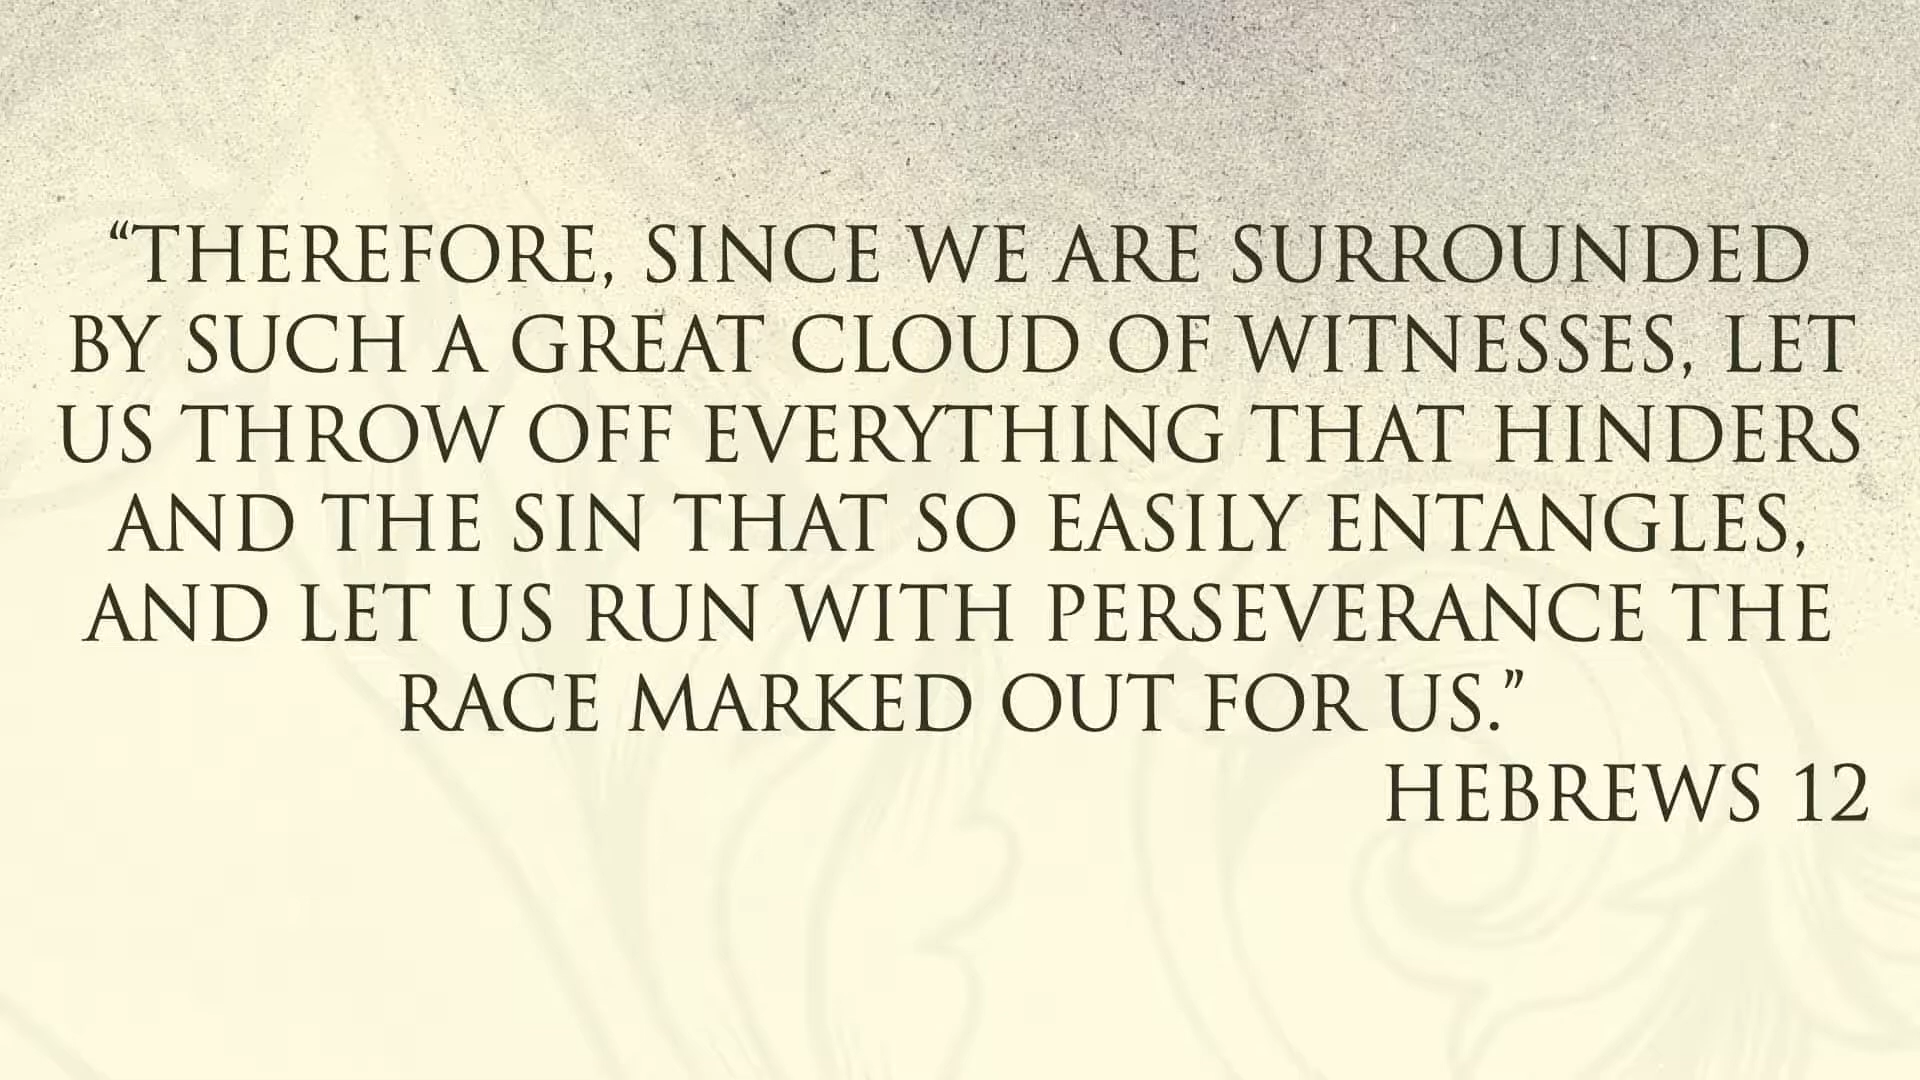 “THEREFORE, SINCE WE ARE SURROUNDED
BY SUCH A GREAT CLOUD OF WITNESSES, LET
US THROW OFF EVERYTHING THAT HINDERS
AND THE SIN THAT SO EASILY ENTANGLES,
AND LET US RUN WITH PERSEVERANCE THE
RACE MARKED OUT FOR US.”
HEBREWS 12